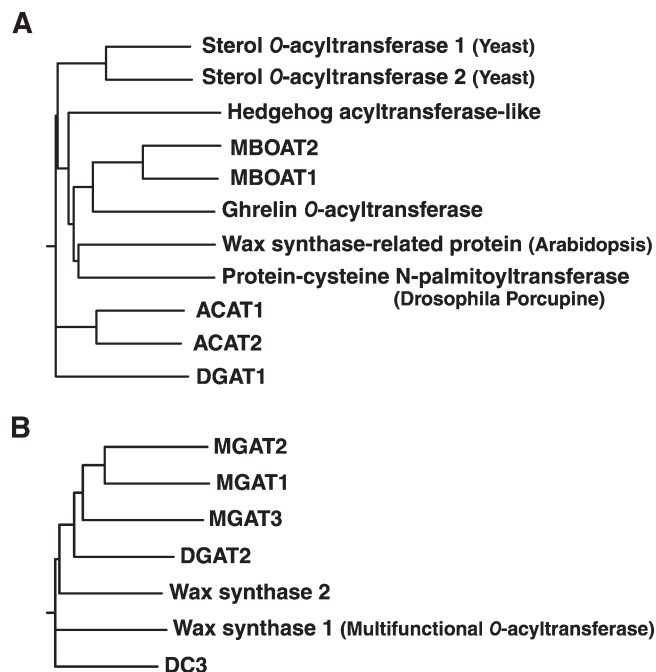 A
Sterol O-acyltransferase 1 (Yeast)
Sterol O-acyltransferase 2 (Yeast)
Hedgehog acyltransferase-like
MBOAT2
MBOAT1
Ghrelin O-acyltransferase
Wax synthase-related protein (Arabidopsis)
Protein-cysteine N-palmitoyltransferase
(Drosophila Porcupine)
ACAT1
ACAT2
DGAT1
B
MGAT2
MGAT1
MGAT3
DGAT2
Wax synthase 2
Wax synthase 1 (Multifunctional O-acyltransferase)
DC3